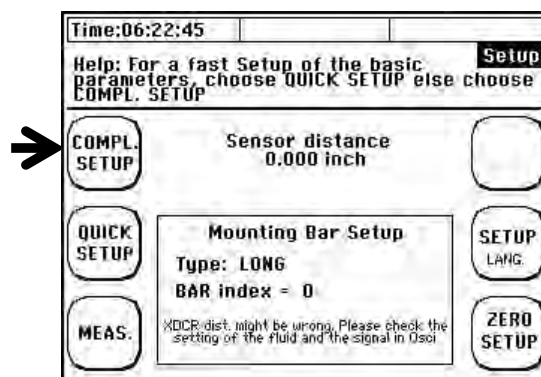 Time:06:22:45
Setup
Help: For a fast Setup of the basic
parameters, choose QUICK SETUP else choose
COMPL. SETUP
COMPL.
SETUP
Sensor distance
0.000 inch
QUICK
SETUP
Mounting Bar Setup
Type: LONG
BAR index = 0
XDCR dist. might be wrong. Please check the
setting of the fluid and the signal in Osci
SETUP
LANG.
MEAS.
ZERO
SETUP